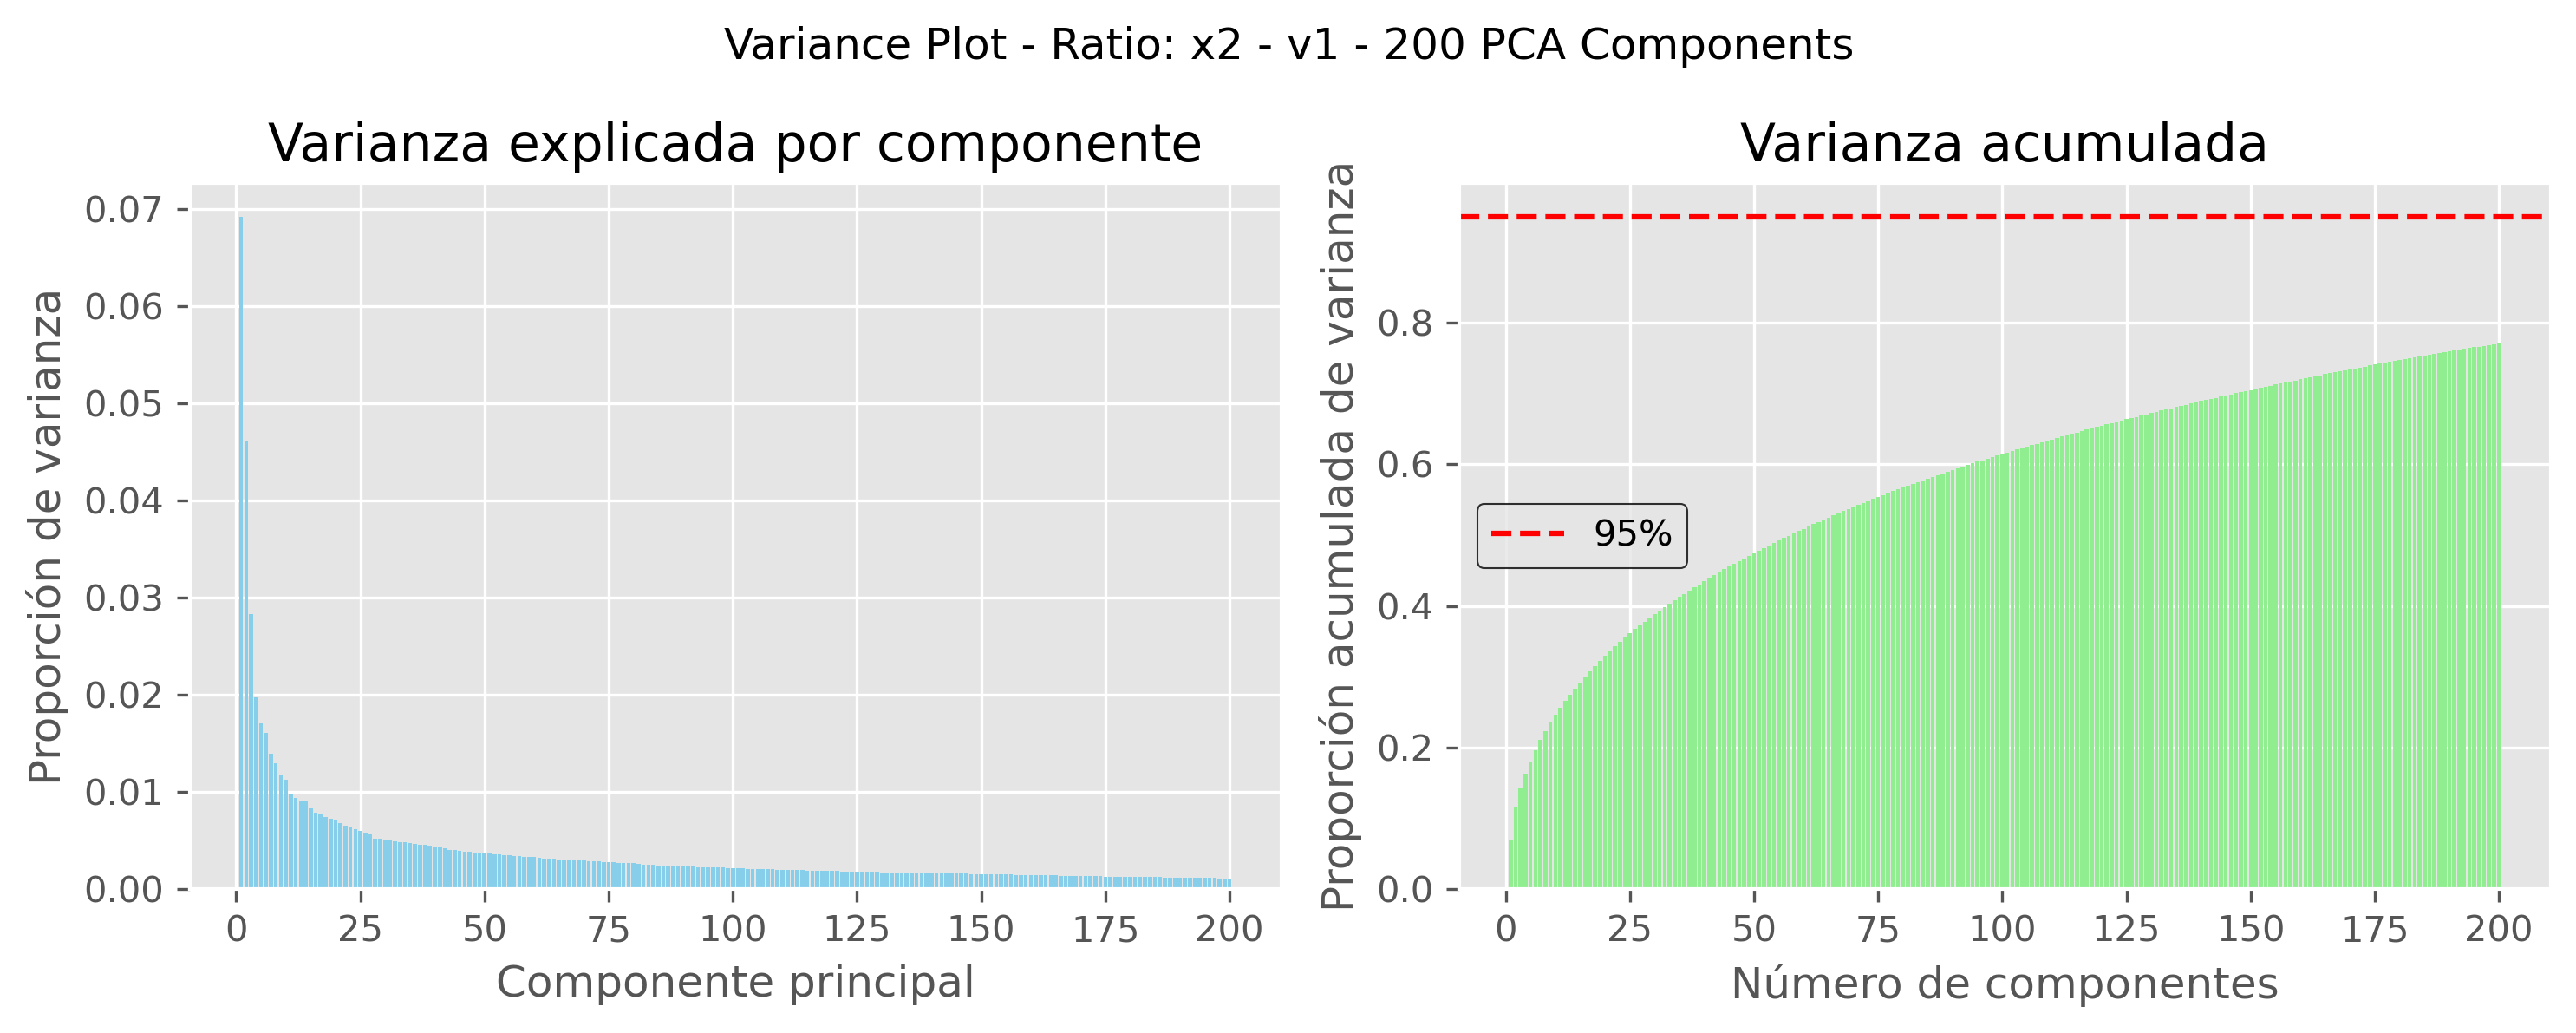 Variance Plot - Ratio: x2 - v1 - 200 PCA Components
Varianza explicada por componente
Proporción de varianza
0.07
0.06
0.05
0.04
0.03
0.02
0.01
0.00
0 25 50 75 100 125 150 175 200
Componente principal
Varianza acumulada
Proporción acumulada de varianza
0.8
0.6
0.4
0.2
0.0
95%
0 25 50 75 100 125 150 175 200
Número de componentes